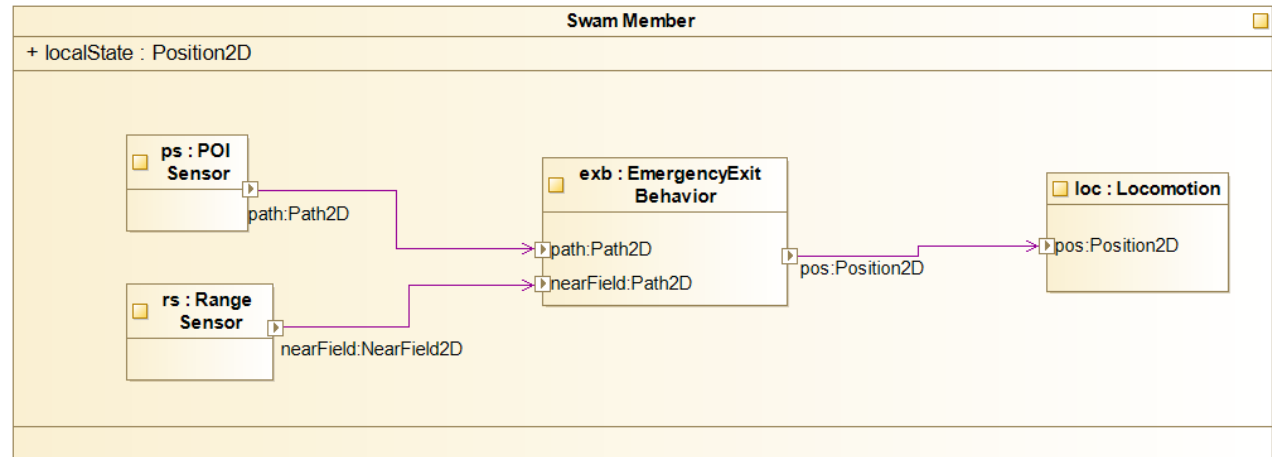 Swam Member
+ localState : Position2D
ps : POI
Sensor
path:Path2D
rs : Range
Sensor
nearField:NearField2D
exb : EmergencyExit
Behavior
path:Path2D
nearField:Path2D
pos:Position2D
loc : Locomotion
pos:Position2D